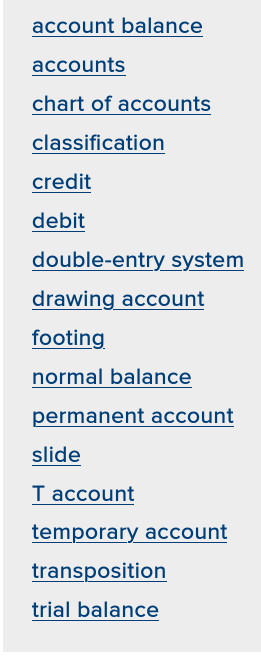 account balance
accounts
chart of accounts
classification
credit
debit
double-entry system
drawing account
footing
normal balance
permanent account
slide
T account
temporary account
transposition
trial balance